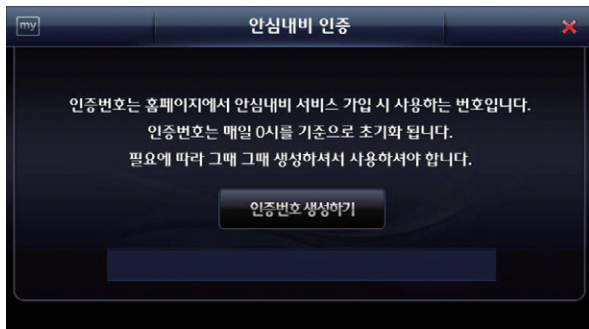 my
안심내비 인증
인증번호는 홈페이지에서 안심내비 서비스 가입 시 사용하는 번호입니다.
인증번호는 매일 0시를 기준으로 초기화 됩니다.
필요에 따라 그때 그때 생성하셔서 사용하셔야 합니다.
인증번호 생성하기